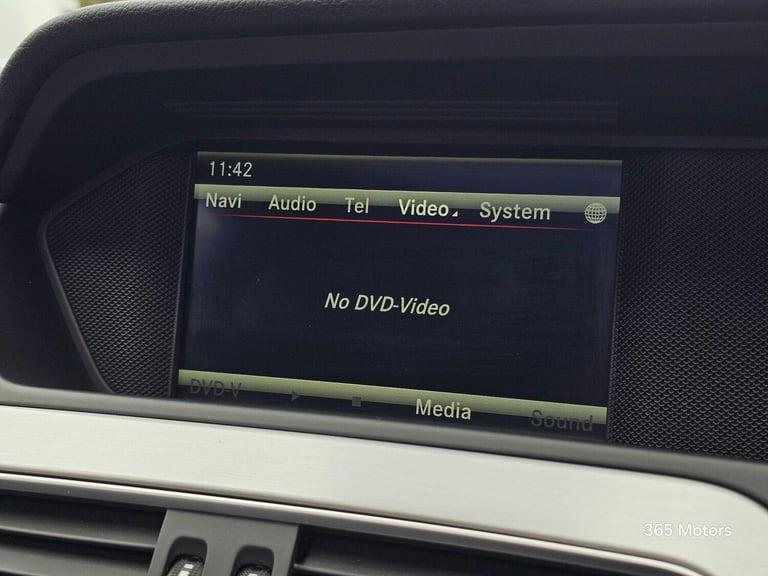 11:42
Navi Audio Tel Video System
No DVD-Video
DVD-V Media Sound
365 Motors